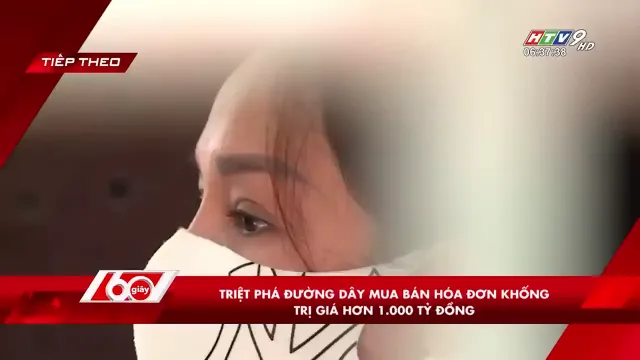 TIẾP THEO
HTV9 HD
06:37:38
60 giây
TRIỆT PHÁ ĐƯỜNG DÂY MUA BÁN HÓA ĐƠN KHỐNG
TRỊ GIÁ HƠN 1.000 TỶ ĐỒNG